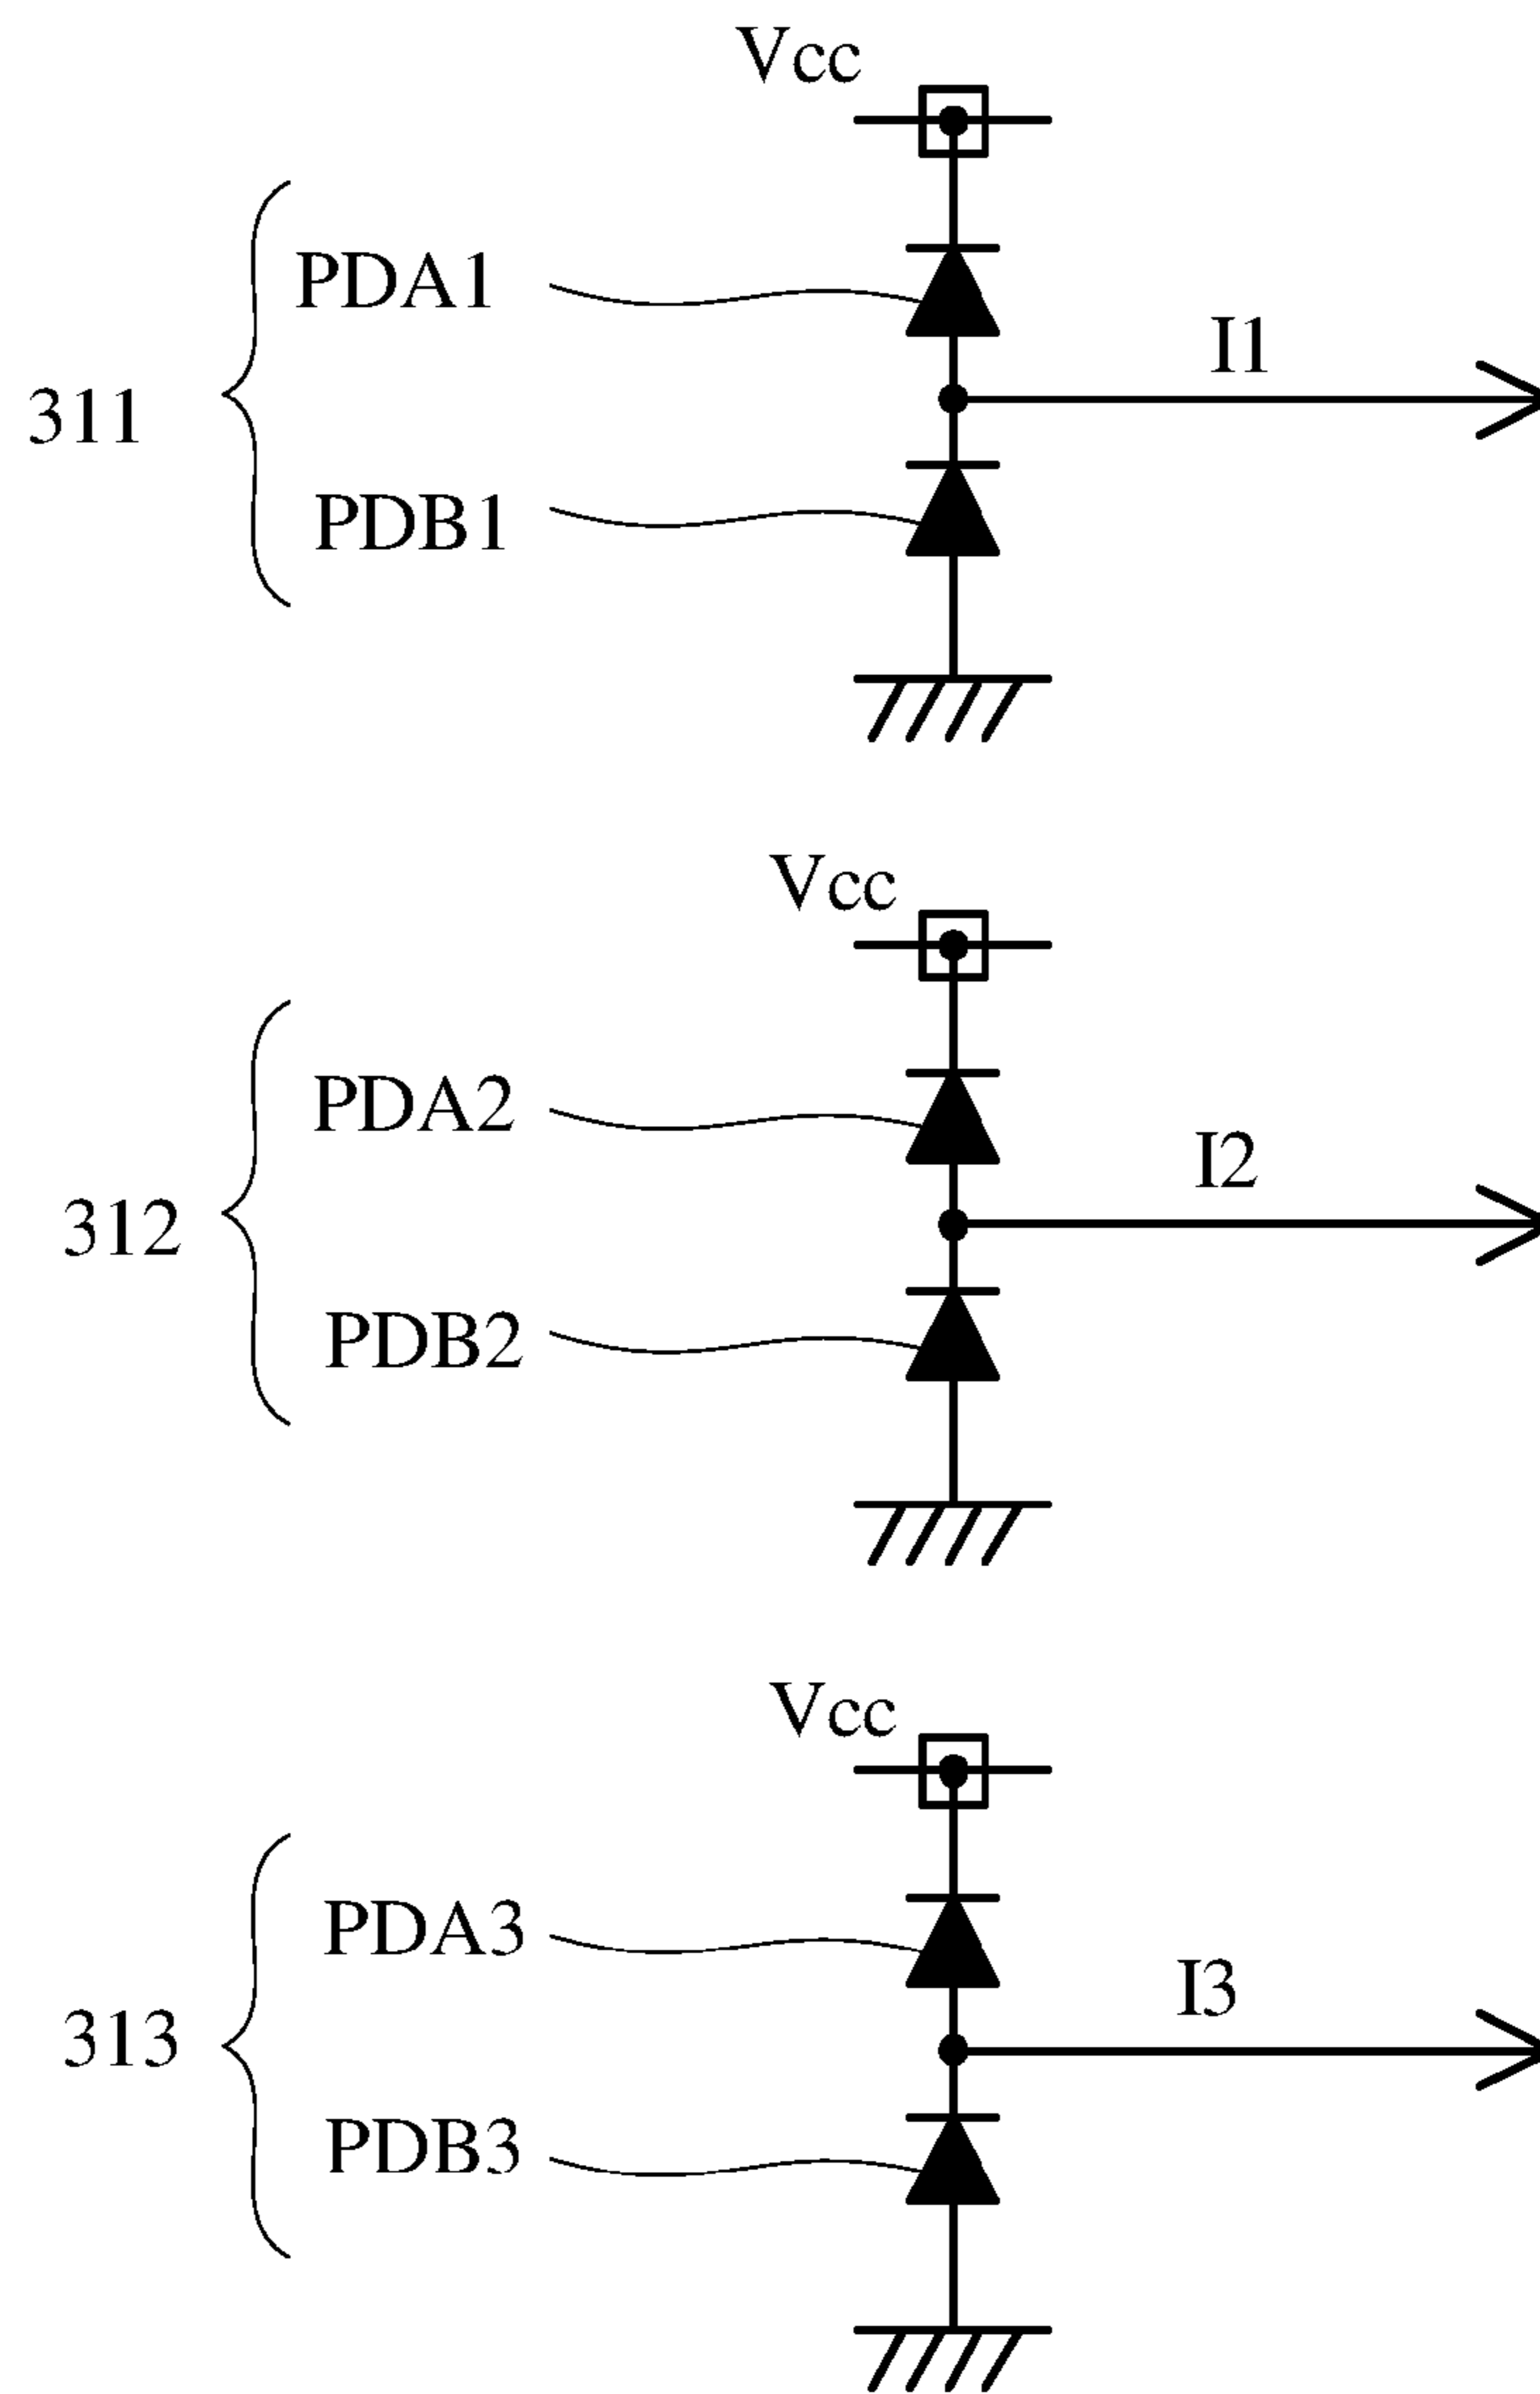 Vcc
PDA1
I1
311
PDB1
Vcc
PDA2
I2
312
PDB2
Vcc
PDA3
I3
313
PDB3